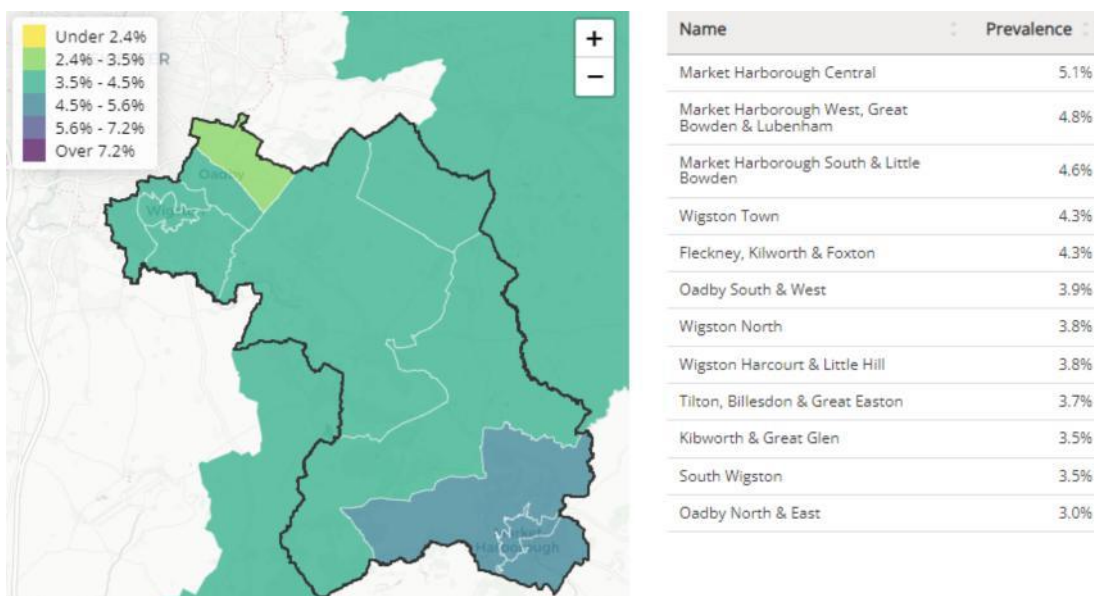 Under 2.4%
2.4% - 3.5%
ER
3.5% - 4.5%
4.5% - 5.6%
5.6% - 7.2%
Over 7.2%
+
−
Oadby
Market
Harborough
Name
Prevalence
Market Harborough Central
5.1%
Market Harborough West, Great
Bowden & Lubenham
4.8%
Market Harborough South & Little
Bowden
4.6%
Wigston Town
4.3%
Fleckney, Kilworth & Foxton
4.3%
Oadby South & West
3.9%
Wigston North
3.8%
Wigston Harcourt & Little Hill
3.8%
Tilton, Billesdon & Great Easton
3.7%
Kibworth & Great Glen
3.5%
South Wigston
3.5%
Oadby North & East
3.0%